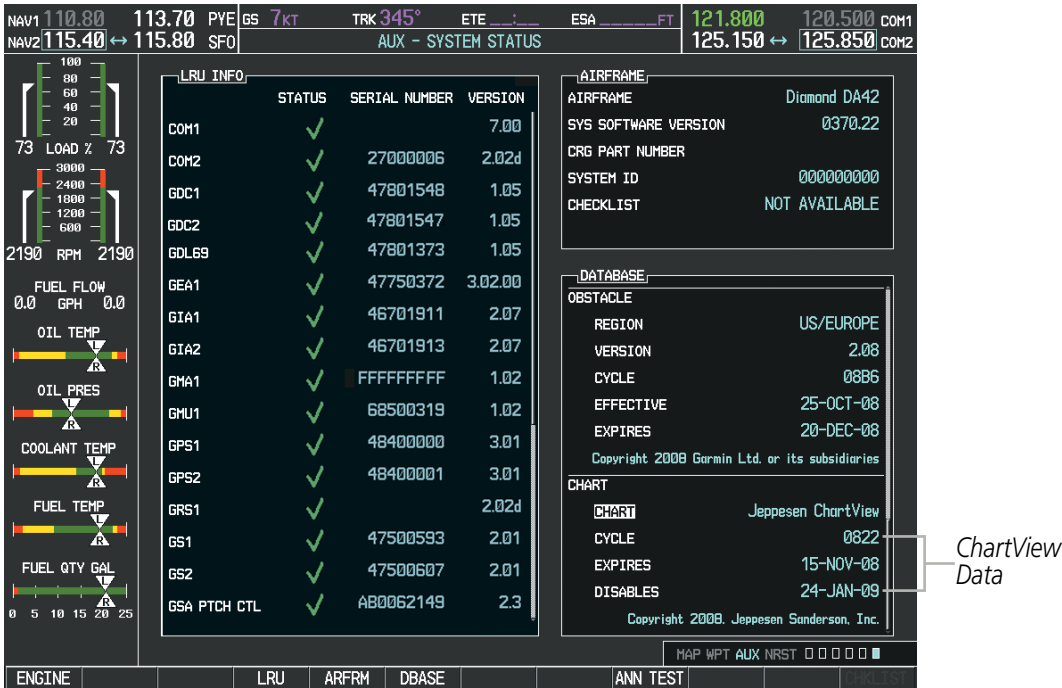 NAV1 110.80 113.70 PYE GS 7KT TRK 345° ETE __:__ ESA ______FT 121.800 120.500 COM1
NAV2 115.40 ↔ 115.80 SFO AUX - SYSTEM STATUS 125.150 ↔ 125.850 COM2
100
80
60
40
20
73 LOAD % 73
3000
2400
1800
1200
600
2190 RPM 2190
FUEL FLOW
0.0 GPH 0.0
OIL TEMP
L
R
OIL PRES
L
R
COOLANT TEMP
L
R
FUEL TEMP
L
R
FUEL QTY GAL
L
R
0 5 10 15 20 25
LRU INFO
STATUS SERIAL NUMBER VERSION
COM1 7.00
COM2 27000006 2.02d
GDC1 47801548 1.05
GDC2 47801547 1.05
GDL69 47801373 1.05
GEA1 47750372 3.02.00
GIA1 46701911 2.07
GIA2 46701913 2.07
GMA1 FFFFFFFFF 1.02
GMU1 68500319 1.02
GPS1 48400000 3.01
GPS2 48400001 3.01
GRS1 2.02d
GS1 47500593 2.01
GS2 47500607 2.01
GSA PTCH CTL AB0062149 2.3
AIRFRAME
AIRFRAME Diamond DA42
SYS SOFTWARE VERSION 0370.22
CRG PART NUMBER
SYSTEM ID 000000000
CHECKLIST NOT AVAILABLE
DATABASE
OBSTACLE
REGION US/EUROPE
VERSION 2.08
CYCLE 08B6
EFFECTIVE 25-OCT-08
EXPIRES 20-DEC-08
Copyright 2008 Garmin Ltd. or its subsidiaries
CHART
CHART Jeppesen ChartView
CYCLE 0822
EXPIRES 15-NOV-08
DISABLES 24-JAN-09
Copyright 2008. Jeppesen Sanderson, Inc.
ChartView
Data
MAP WPT AUX NRST
ENGINE LRU ARFRM DBASE ANN TEST CHKLIST